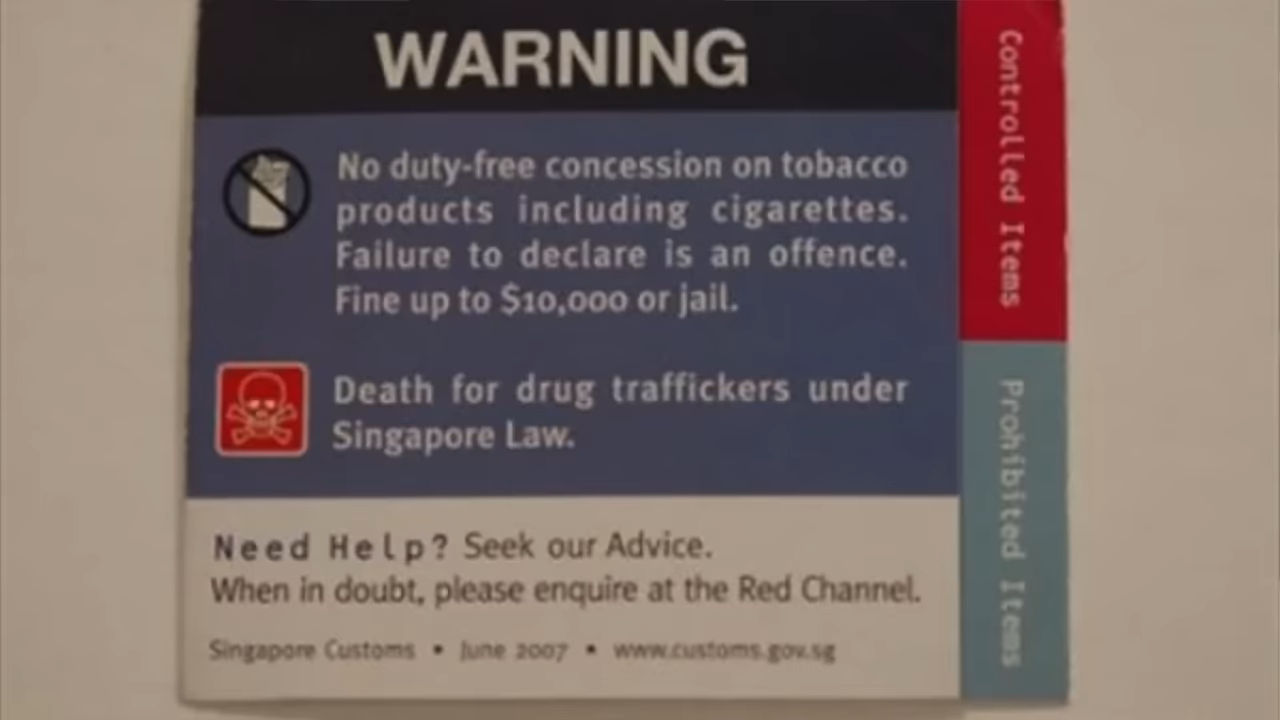 WARNING
No duty-free concession on tobacco
products including cigarettes.
Failure to declare is an offence.
Fine up to $10,000 or jail.
Death for drug traffickers under
Singapore Law.
Need Help? Seek our Advice.
When in doubt, please enquire at the Red Channel.
Singapore Customs • June 2007 • www.customs.gov.sg
Controlled Items
Prohibited Items